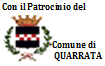 Con il Patrocinio del
Comune di
QUARRATA